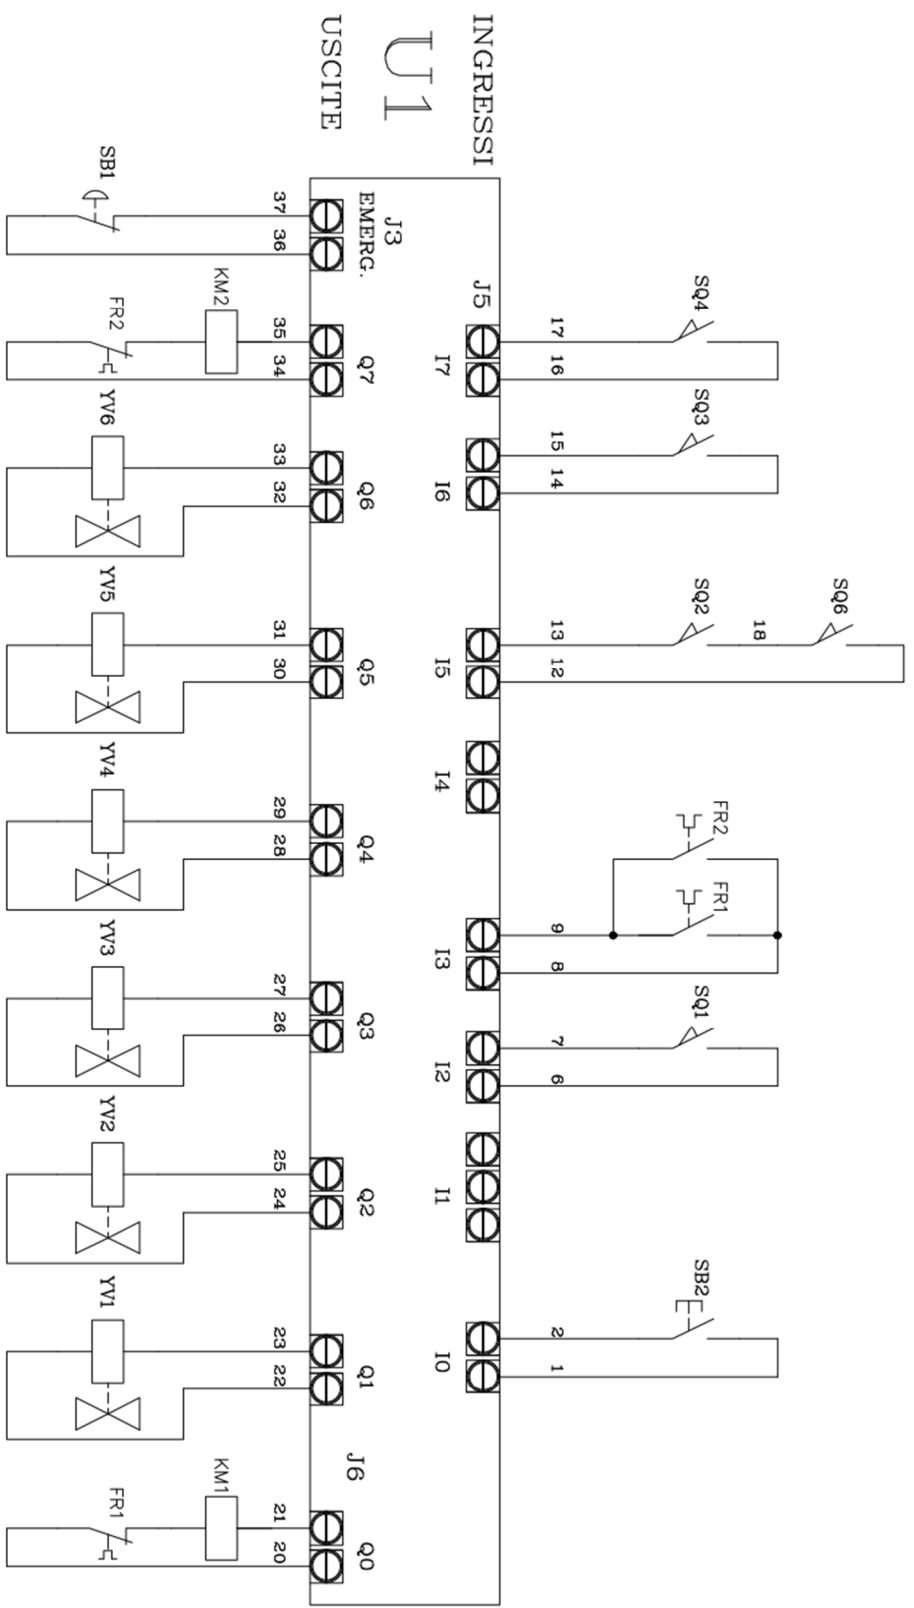 INGRESSI
U1
USCITE
SQ4
SQ3
SQ2
SQ6
FR2
FR1
SQ1
SB2
17
16
15
14
13
18
12
9
8
7
6
2
1
J5
I7
I6
I5
I4
I3
I2
I1
I0
J3
EMERG.
Q7
Q6
Q5
Q4
Q3
Q2
Q1
J6
Q0
37
36
35
34
33
32
31
30
29
28
27
26
25
24
23
22
21
20
SB1
KM2
FR2
YV6
YV5
YV4
YV3
YV2
YV1
KM1
FR1